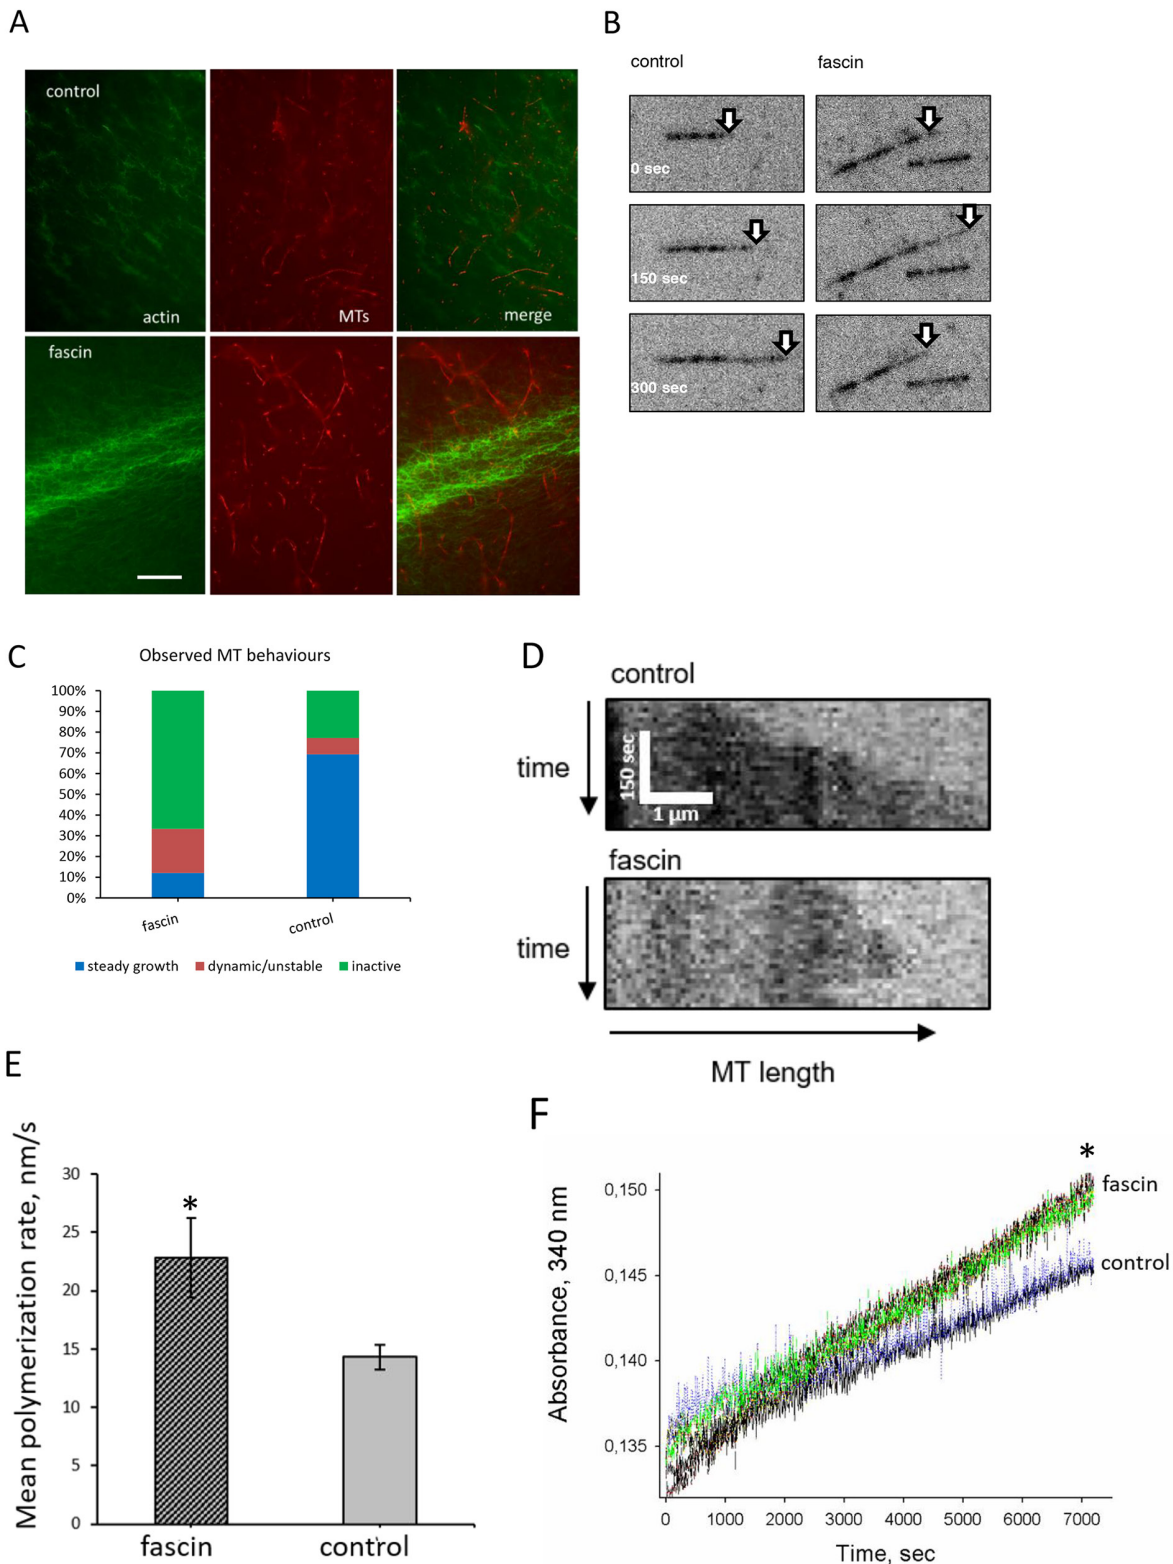 A
control
actin
MTs
merge
fascin
B
control
fascin
0 sec
150 sec
300 sec
C
Observed MT behaviours
100%
90%
80%
70%
60%
50%
40%
30%
20%
10%
0%
fascin
control
steady growth
dynamic/unstable
inactive
D
control
time
150 sec
1 μm
fascin
time
MT length
E
Mean polymerization rate, nm/s
30
25
20
15
10
5
0
*
fascin
control
F
Absorbance, 340 nm
0,150
0,145
0,140
0,135
*
fascin
control
0 1000 2000 3000 4000 5000 6000 7000
Time, sec